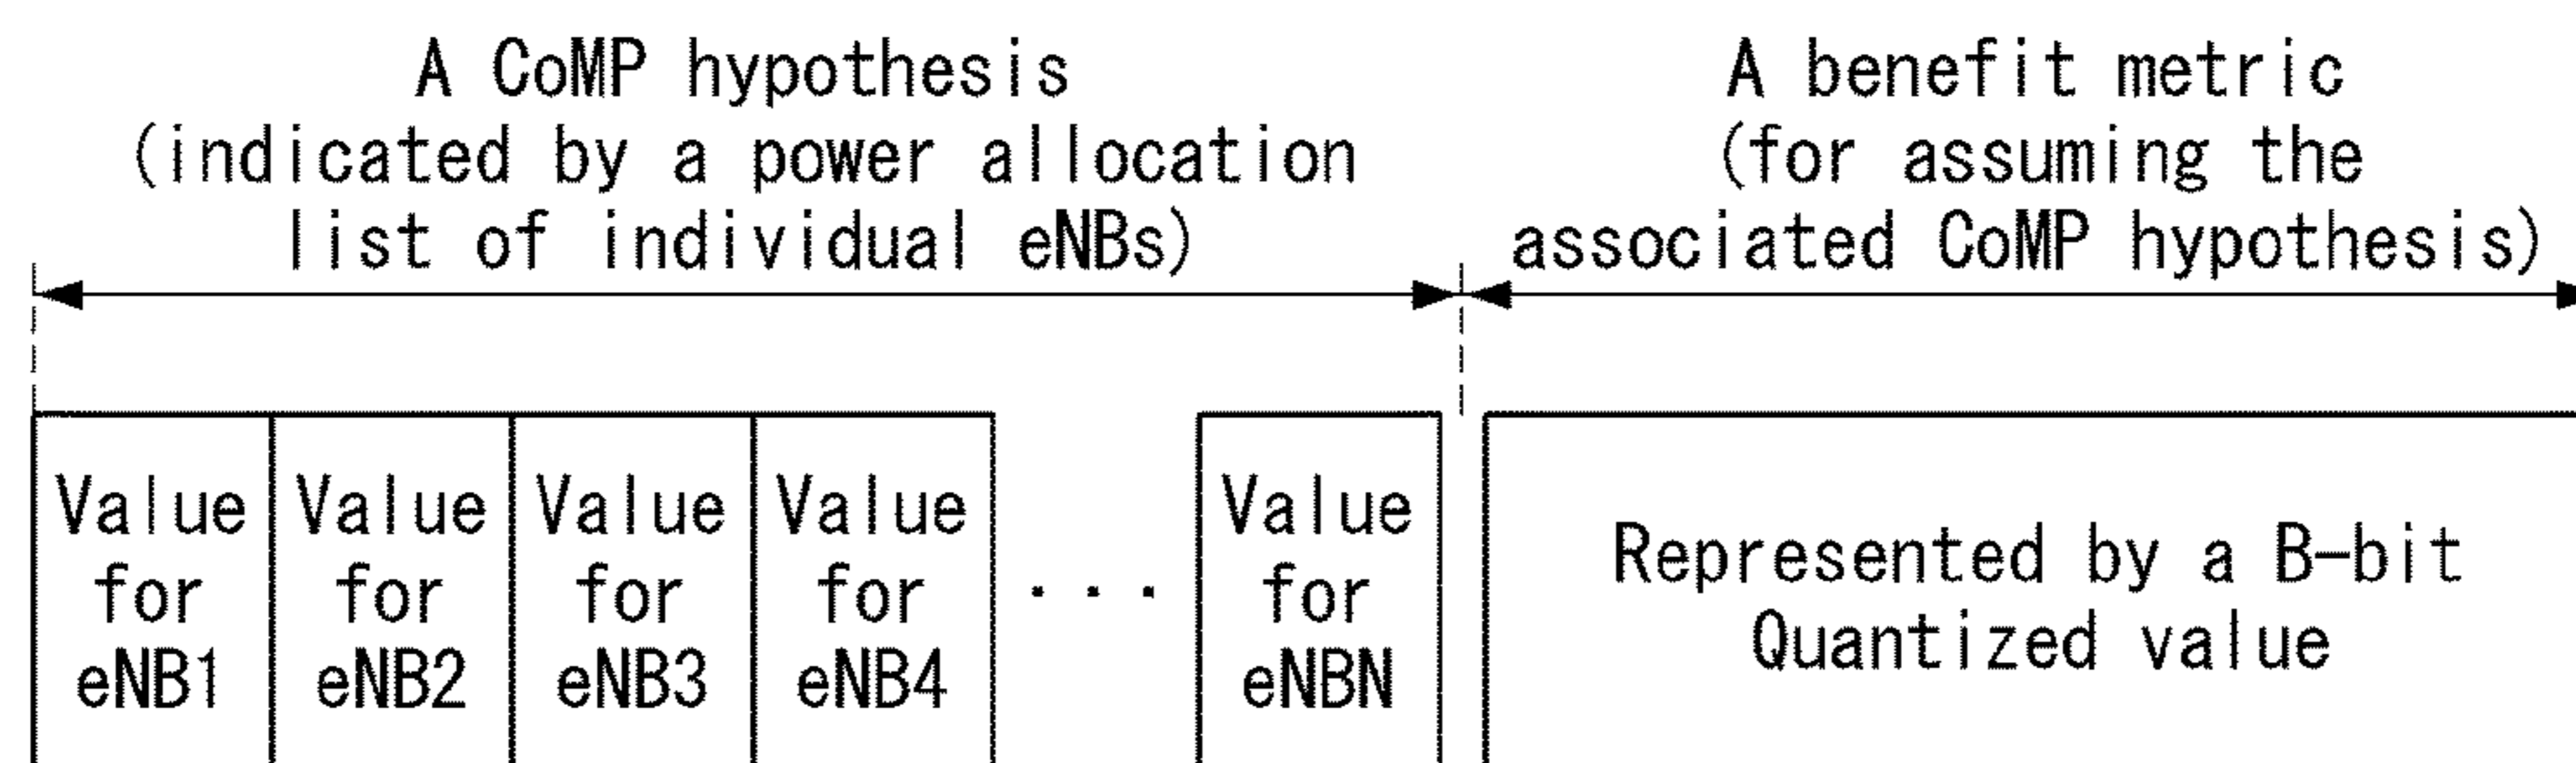 A CoMP hypothesis
(indicated by a power allocation
list of individual eNBs)
A benefit metric
(for assuming the
associated CoMP hypothesis)
Value
for
eNB1
Value
for
eNB2
Value
for
eNB3
Value
for
eNB4
...
Value
for
eNBN
Represented by a B-bit
Quantized value